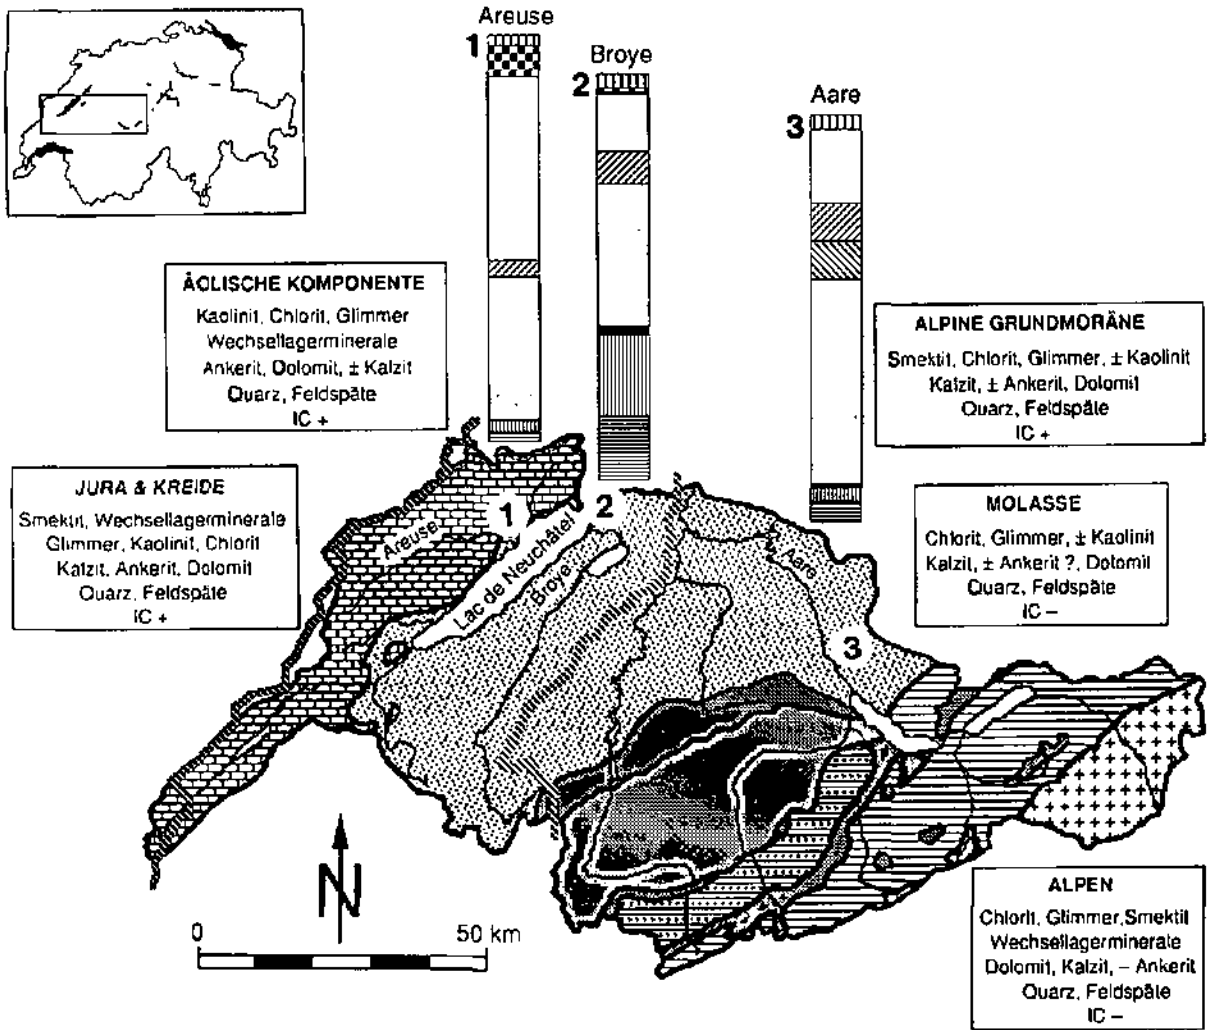 Areuse
1
Broye
2
Aare
3
ÄOLISCHE KOMPONENTE
Kaolinit, Chlorit, Glimmer
Wechsellagerminerale
Ankerit, Dolomit, ± Kalzit
Quarz, Feldspäte
IC +
ALPINE GRUNDMORÄNE
Smektit, Chlorit, Glimmer, ± Kaolinit
Kalzit, ± Ankerit, Dolomit
Quarz, Feldspäte
IC +
JURA & KREIDE
Smektit, Wechsellagerminerale
Glimmer, Kaolinit, Chlorit
Kalzit, Ankerit, Dolomit
Quarz, Feldspäte
IC +
MOLASSE
Chlorit, Glimmer, ± Kaolinit
Kalzit, ± Ankerit ?, Dolomit
Quarz, Feldspäte
IC –
1
2
Areuse
Lac de Neuchâtel
Broye
Aare
3
N
0 50 km
ALPEN
Chlorit, Glimmer, Smektit
Wechsellagerminerale
Dolomit, Kalzit, – Ankerit
Quarz, Feldspäte
IC –